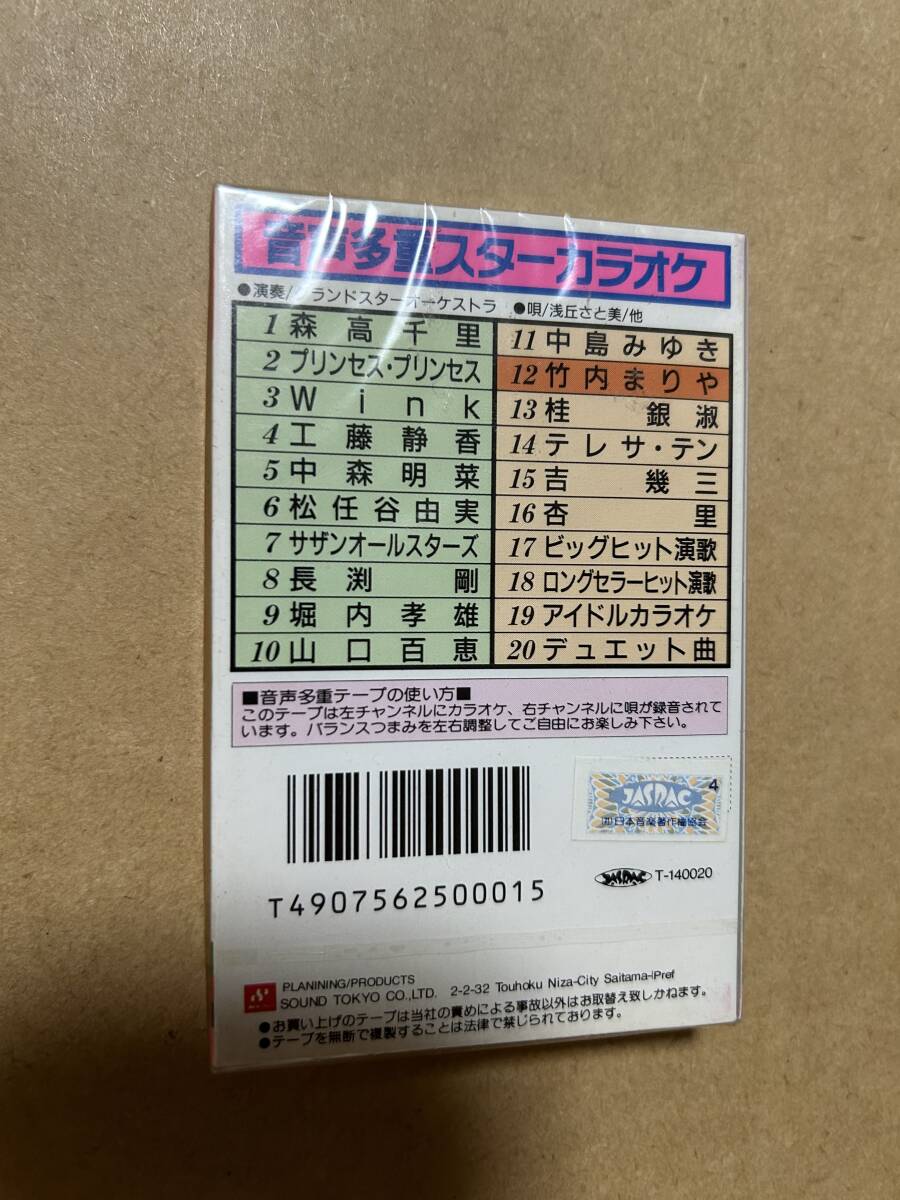 音声多重スターカラオケ
●演奏/グランドスターオーケストラ ●唄/浅丘さと美/他
1 森高千里
2 プリンセス・プリンセス
3 Wink
4 工藤静香
5 中森明菜
6 松任谷由実
7 サザンオールスターズ
8 長渕剛
9 堀内孝雄
10 山口百恵
11 中島みゆき
12 竹内まりや
13 桂銀淑
14 テレサ・テン
15 吉幾三
16 杏里
17 ビッグヒット演歌
18 ロングセラーヒット演歌
19 アイドルカラオケ
20 デュエット曲
■音声多重テープの使い方■
このテープは左チャンネルにカラオケ、右チャンネルに唄が録音されて
います。バランスつまみを左右調整してご自由にお楽しみ下さい。
4
JASRAC
(社)日本音楽著作権協会
T4907562500015
JASRAC T-140020
PLANINING/PRODUCTS
SOUND TOKYO CO.,LTD. 2-2-32 Touhoku Niza-City Saitama-iPref
●お買い上げのテープは当社の責めによる事故以外はお取替え致しかねます。
●テープを無断で複製することは法律で禁じられております。